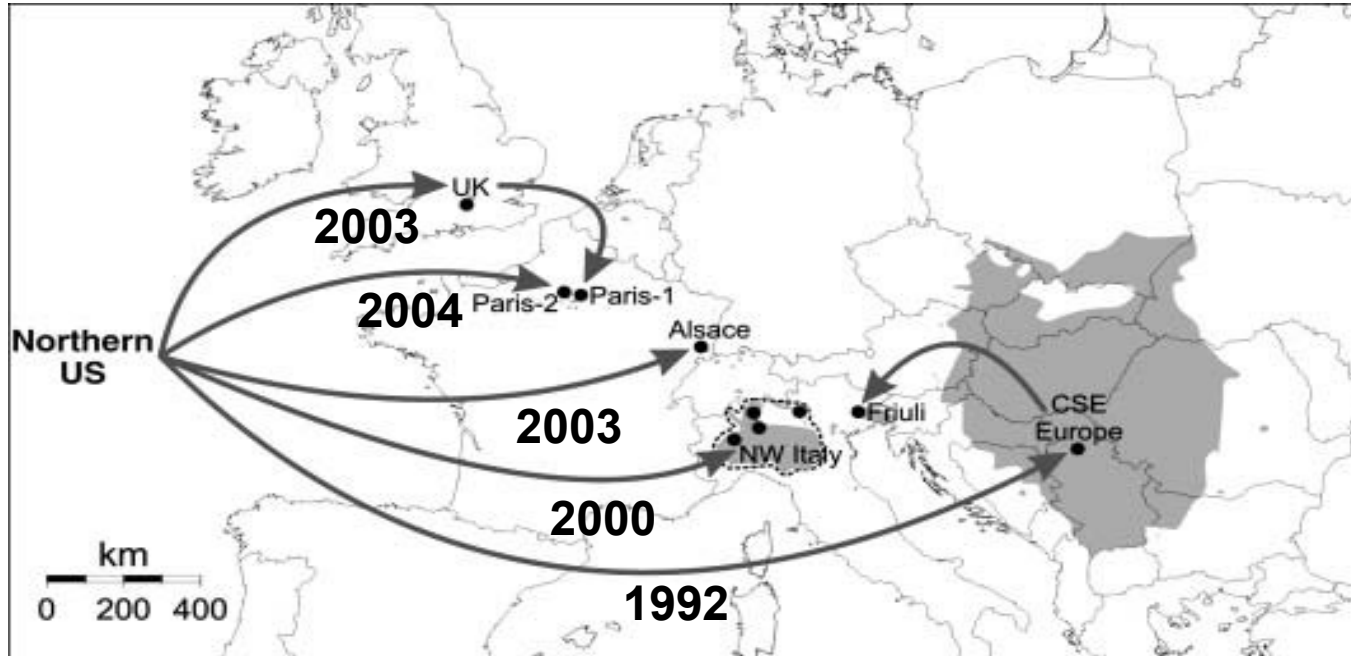 UK
2003
Paris-2
Paris-1
2004
Alsace
Northern
US
2003
Friuli
CSE
Europe
NW Italy
2000
km
0 200 400
1992